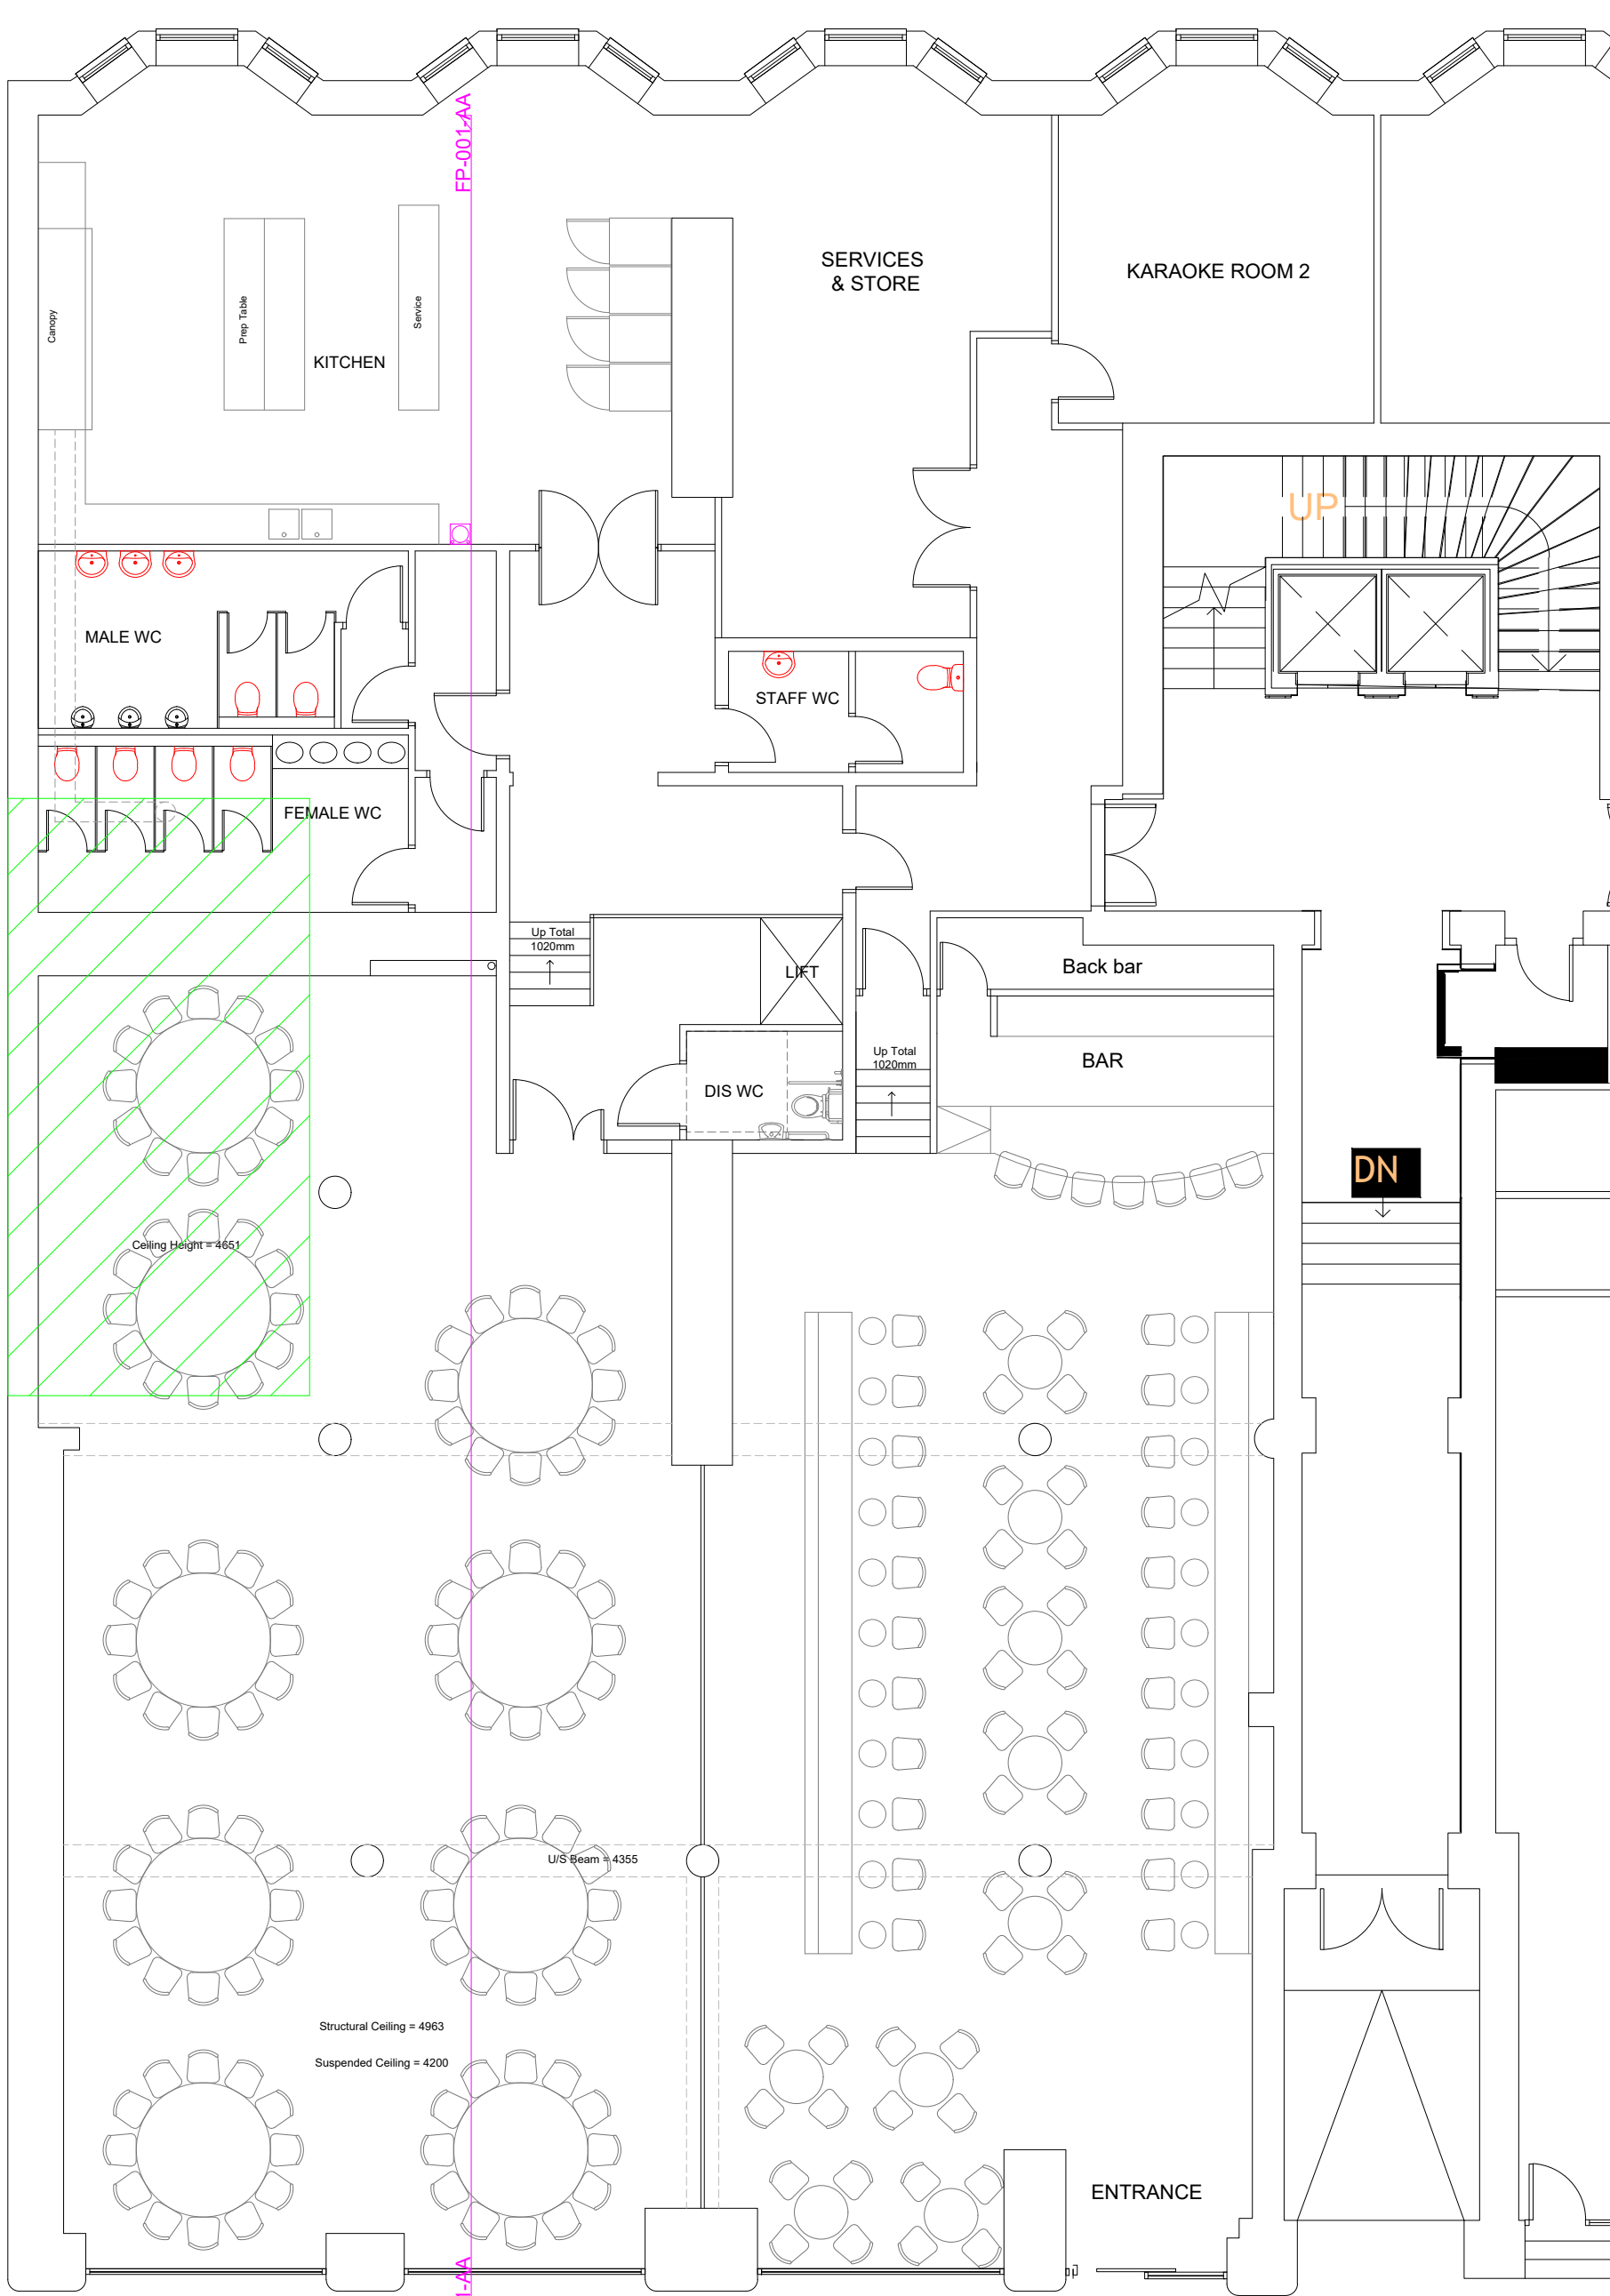 FP-001-AA
SERVICES
& STORE
KARAOKE ROOM 2
Canopy
Prep Table
Service
KITCHEN
UP
MALE WC
STAFF WC
FEMALE WC
Up Total
1020mm
LIFT
Back bar
Up Total
1020mm
BAR
DIS WC
DN
Ceiling Height = 4651
U/S Beam = 4355
Structural Ceiling = 4963
Suspended Ceiling = 4200
ENTRANCE
-AA